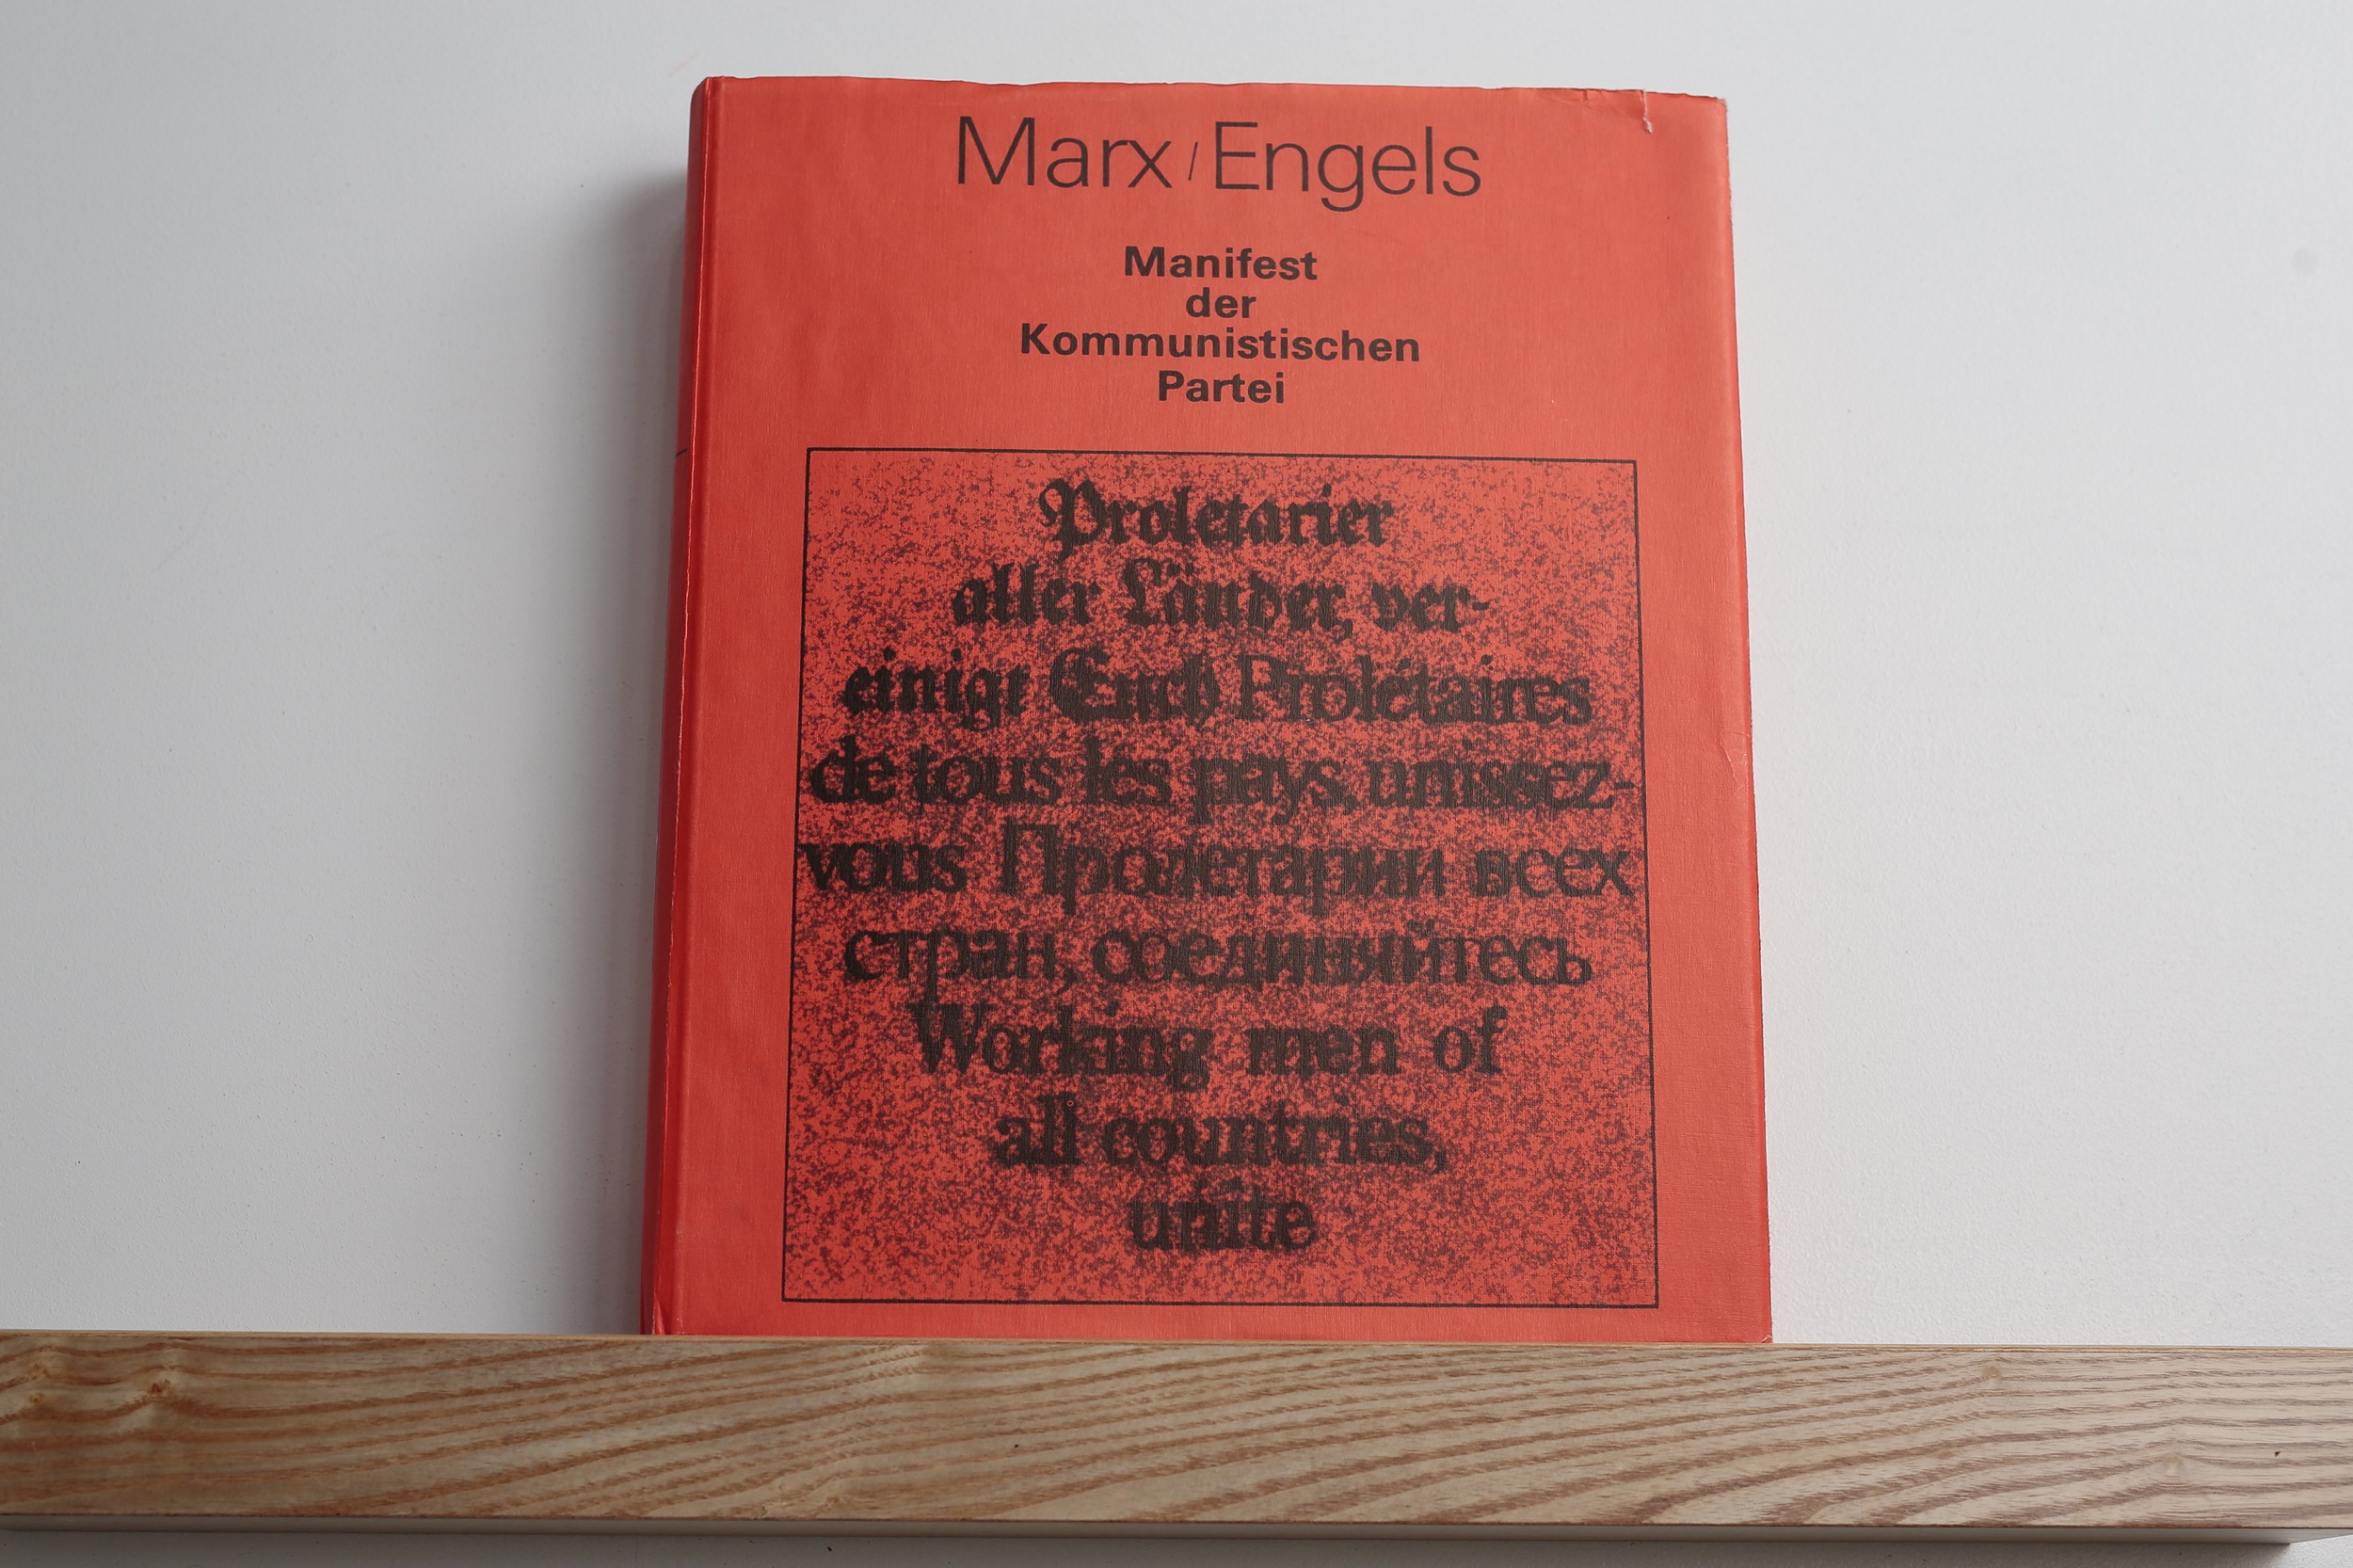 Marx / Engels
Manifest
der
Kommunistischen
Partei
Proletarier
aller Länder, ver-
einigt Euch Prolétaires
de tous les pays, unissez-
vous Пролетарии всех
стран, соединяйтесь
Working men of
all countries,
unite